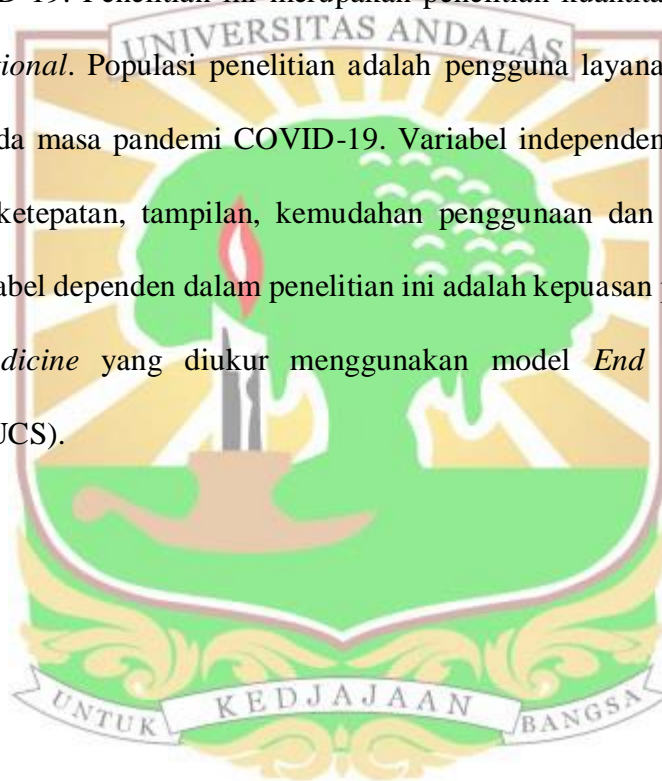 D-19. Penelitian ini merupakan penelitian kuantita
UNIVERSITAS ANDALAS
ional. Populasi penelitian adalah pengguna layana
da masa pandemi COVID-19. Variabel independen
ketepatan, tampilan, kemudahan penggunaan dan
abel dependen dalam penelitian ini adalah kepuasan p
dicine yang diukur menggunakan model End
UCS).
UNTUK KEDJAJAAN BANGSA